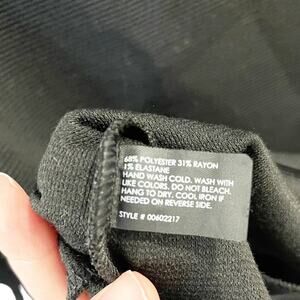 68% POLYESTER 31% RAYON
1% ELASTANE
HAND WASH COLD. WASH WITH
LIKE COLORS. DO NOT BLEACH.
HANG TO DRY. COOL IRON IF
NEEDED ON REVERSE SIDE.
STYLE # 00602217